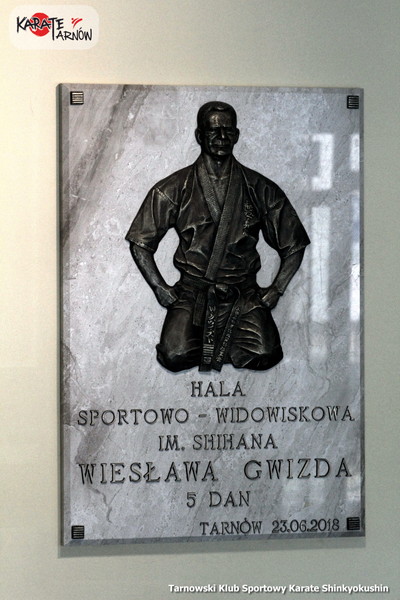 KARATE
TARNÓW
HALA
SPORTOWO - WIDOWISKOWA
IM. SHIHANA
WIESŁAWA GWIZDA
5 DAN
TARNÓW 23.06.2018
Tarnowski Klub Sportowy Karate Shinkyokushin